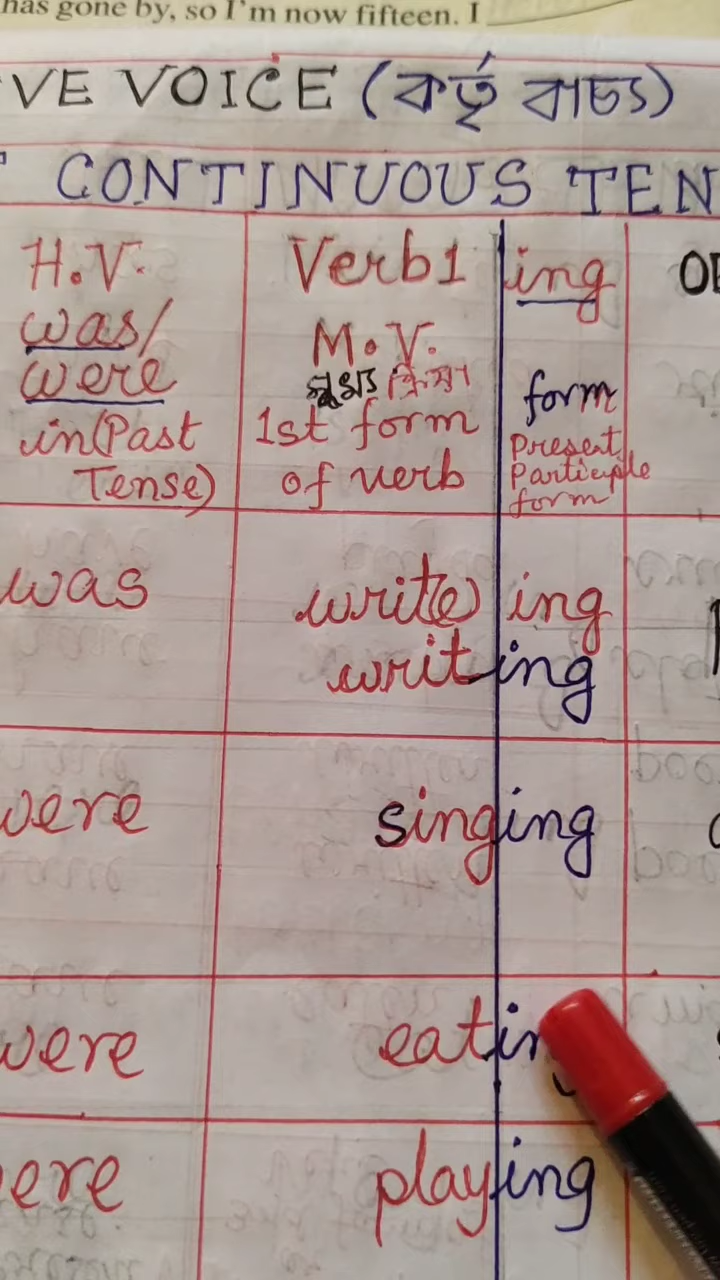 has gone by, so I'm now fifteen. I
VE VOICE (কর্তৃ বাচ্য)
CONTINUOUS TEN
H.V. Verb1 ing
was/ M.V.
were মুখ্য ক্রিয়া form
in(Past 1st form Present
Tense) of verb Participle
form
was write) ing
writing
were singing
were eatin
ere playing